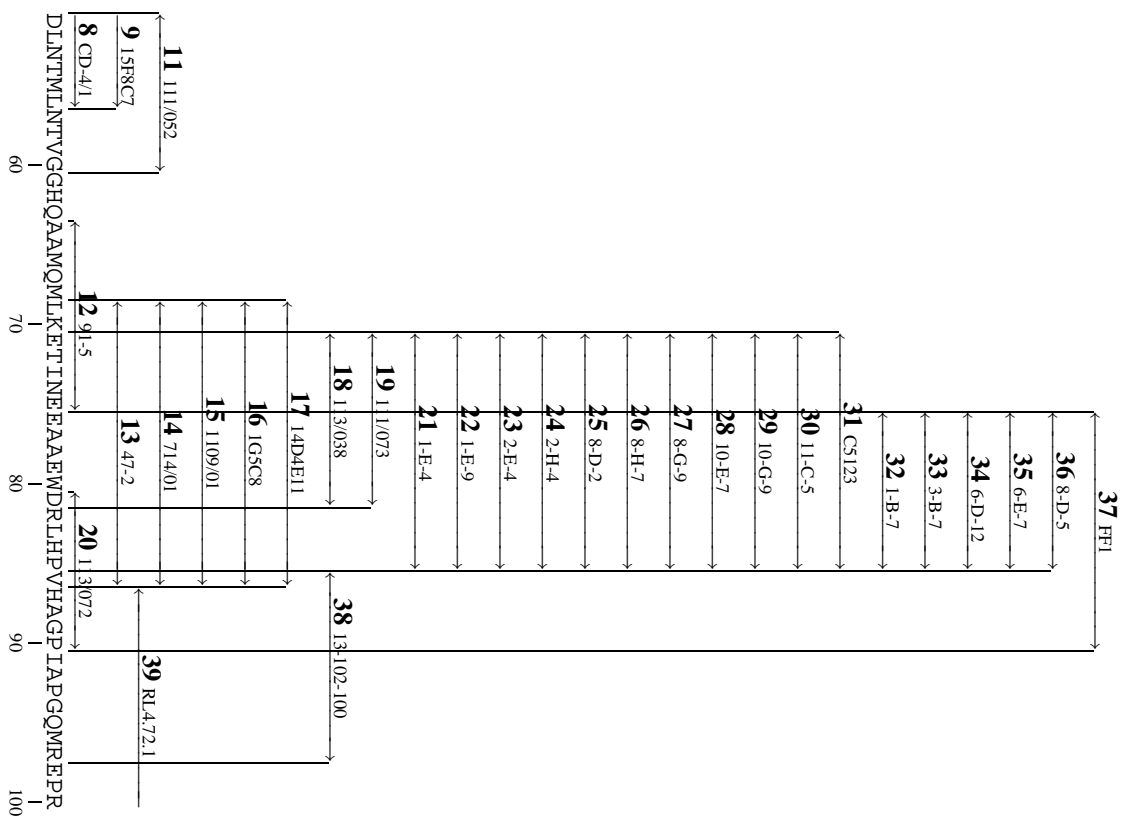 37 FF1
36 8-D-5
35 6-E-7
34 6-D-12
33 3-B-7
32 1-B-7
31 C5123
30 11-C-5
29 10-G-9
28 10-E-7
27 8-G-9
26 8-H-7
25 8-D-2
24 2-H-4
23 2-E-4
22 1-E-9
21 1-E-4
19 111/073
18 113/038
38 13-102-100
17 14D4E11
16 1G5C8
15 1109/01
11 111/052
14 714/01
39 RL4.72.1
9 15F8C7
13 47-2
8 CD-4/1
12 91-5
20 113/072
DLNTMLNTVGGHQAAMQMLKETINEEAAEWDRLHPVHAGPIAPGQMREPR
60 70 80 90 100